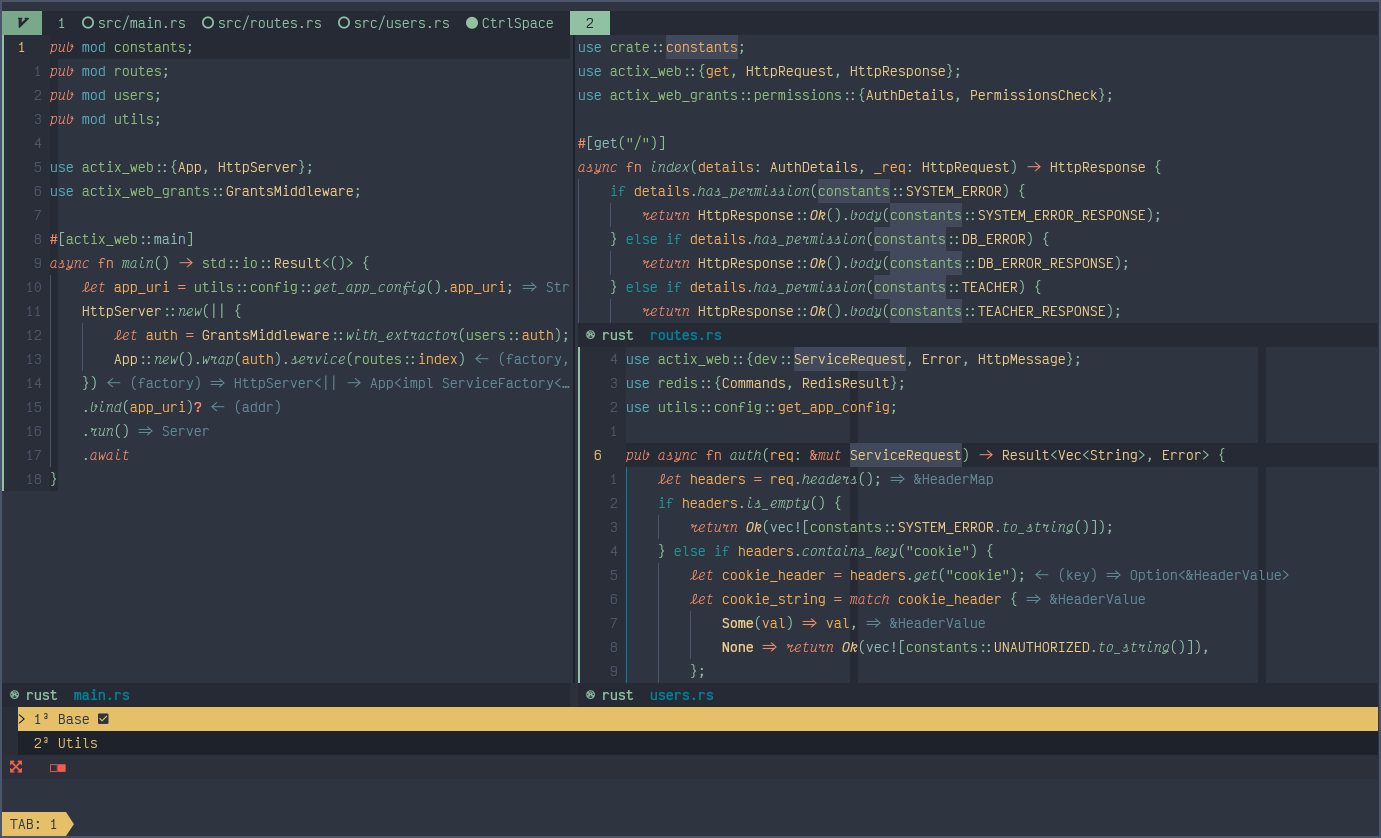 V 1 src/main.rs src/routes.rs src/users.rs CtrlSpace 2
1 pub mod constants;
1 pub mod routes;
2 pub mod users;
3 pub mod utils;
4
5 use actix_web::{App, HttpServer};
6 use actix_web_grants::GrantsMiddleware;
7
8 #[actix_web::main]
9 async fn main() -> std::io::Result<()> {
10 let app_uri = utils::config::get_app_config().app_uri; => Str
11 HttpServer::new(|| {
12 let auth = GrantsMiddleware::with_extractor(users::auth);
13 App::new().wrap(auth).service(routes::index) <- (factory,
14 }) <- (factory) => HttpServer<|| -> App<impl ServiceFactory<…
15 .bind(app_uri)? <- (addr)
16 .run() => Server
17 .await
18 }
rust main.rs
use crate::constants;
use actix_web::{get, HttpRequest, HttpResponse};
use actix_web_grants::permissions::{AuthDetails, PermissionsCheck};
#[get("/")]
async fn index(details: AuthDetails, _req: HttpRequest) -> HttpResponse {
if details.has_permission(constants::SYSTEM_ERROR) {
return HttpResponse::Ok().body(constants::SYSTEM_ERROR_RESPONSE);
} else if details.has_permission(constants::DB_ERROR) {
return HttpResponse::Ok().body(constants::DB_ERROR_RESPONSE);
} else if details.has_permission(constants::TEACHER) {
return HttpResponse::Ok().body(constants::TEACHER_RESPONSE);
rust routes.rs
4 use actix_web::{dev::ServiceRequest, Error, HttpMessage};
3 use redis::{Commands, RedisResult};
2 use utils::config::get_app_config;
1
6 pub async fn auth(req: &mut ServiceRequest) -> Result<Vec<String>, Error> {
1 let headers = req.headers(); => &HeaderMap
2 if headers.is_empty() {
3 return Ok(vec![constants::SYSTEM_ERROR.to_string()]);
4 } else if headers.contains_key("cookie") {
5 let cookie_header = headers.get("cookie"); <- (key) => Option<&HeaderValue>
6 let cookie_string = match cookie_header { => &HeaderValue
7 Some(val) => val, => &HeaderValue
8 None => return Ok(vec![constants::UNAUTHORIZED.to_string()]),
9 };
rust users.rs
> 1³ Base
2³ Utils
TAB: 1